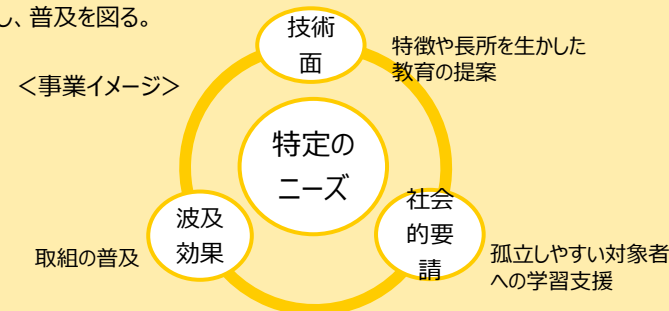 し、普及を図る。
<事業イメージ>
技術
面
特徴や長所を生かした
教育の提案
特定の
ニーズ
波及
効果
取組の普及
社会
的要
請
孤立しやすい対象者
への学習支援